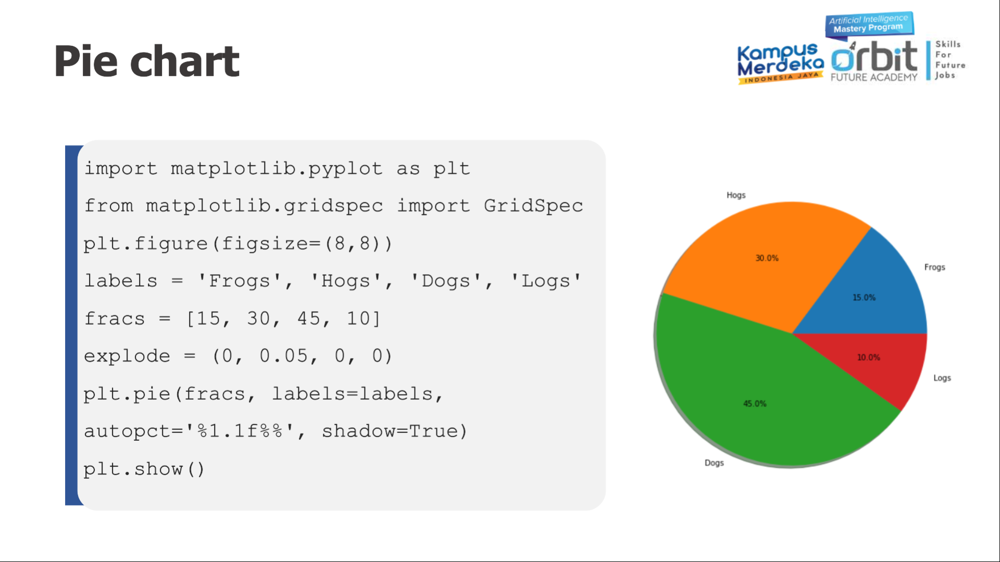 Pie chart
Artificial Intelligence
Mastery Program
Kampus
Merdeka
INDONESIA JAYA
orbit
FUTURE ACADEMY
Skills
For
Future
Jobs
import matplotlib.pyplot as plt
from matplotlib.gridspec import GridSpec
plt.figure(figsize=(8,8))
labels = 'Frogs', 'Hogs', 'Dogs', 'Logs'
fracs = [15, 30, 45, 10]
explode = (0, 0.05, 0, 0)
plt.pie(fracs, labels=labels,
autopct='%1.1f%%', shadow=True)
plt.show()
Hogs
30.0%
Frogs
15.0%
10.0%
Logs
45.0%
Dogs